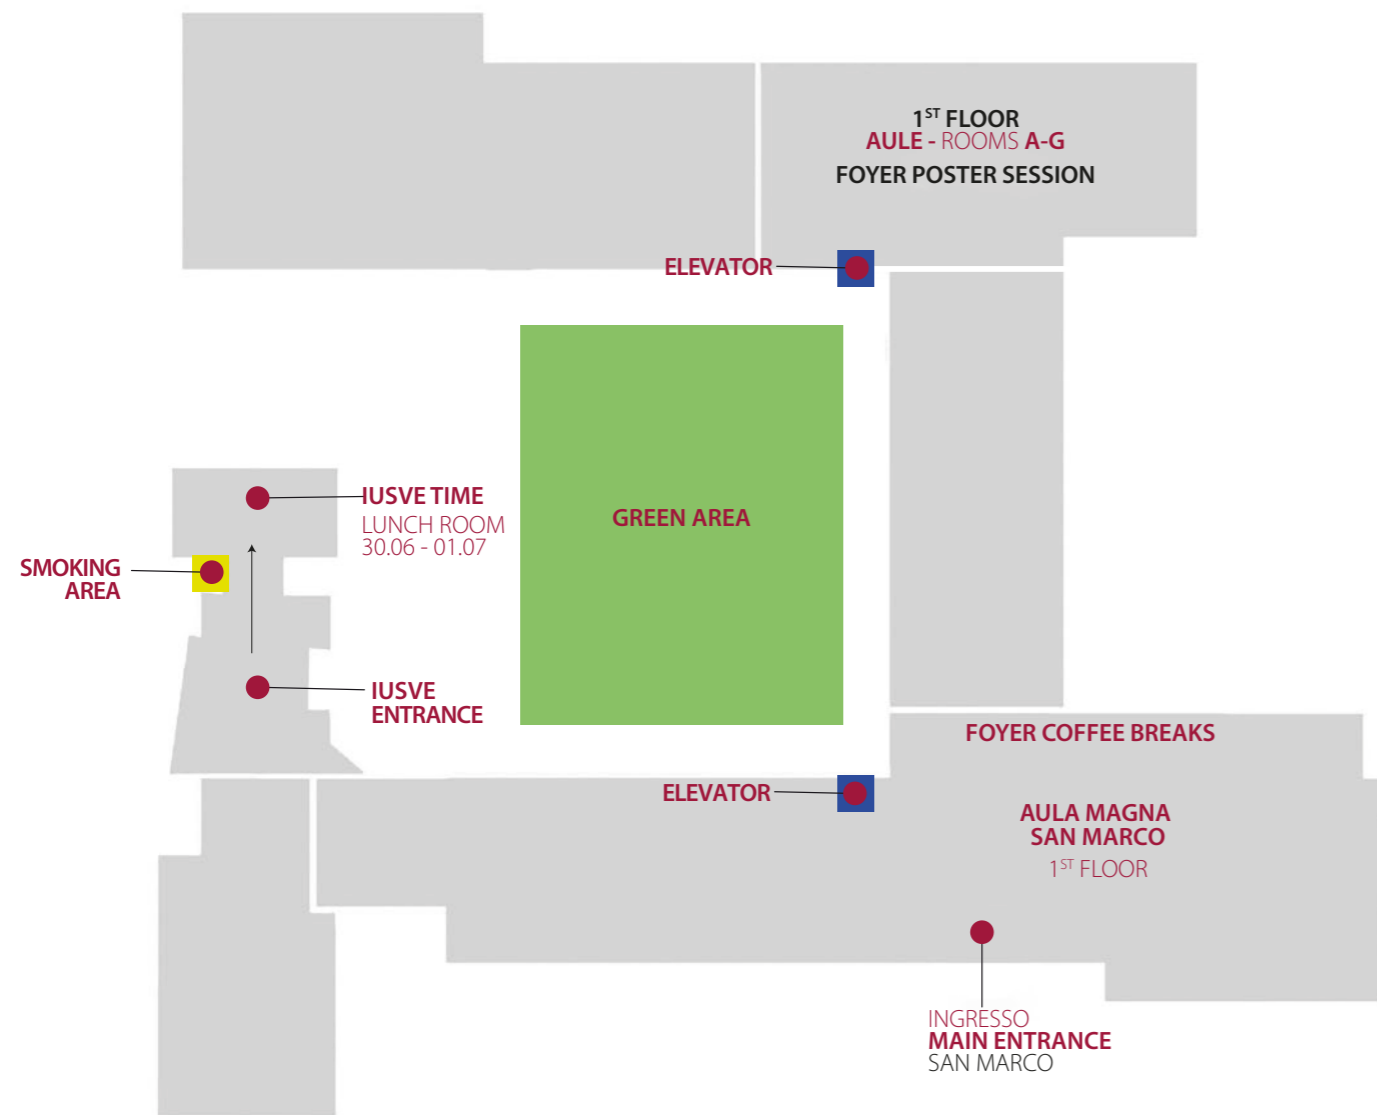 1ST FLOOR
AULE - ROOMS A-G
FOYER POSTER SESSION
ELEVATOR
IUSVE TIME
LUNCH ROOM
30.06 - 01.07
GREEN AREA
SMOKING
AREA
IUSVE
ENTRANCE
FOYER COFFEE BREAKS
ELEVATOR
AULA MAGNA
SAN MARCO
1ST FLOOR
INGRESSO
MAIN ENTRANCE
SAN MARCO